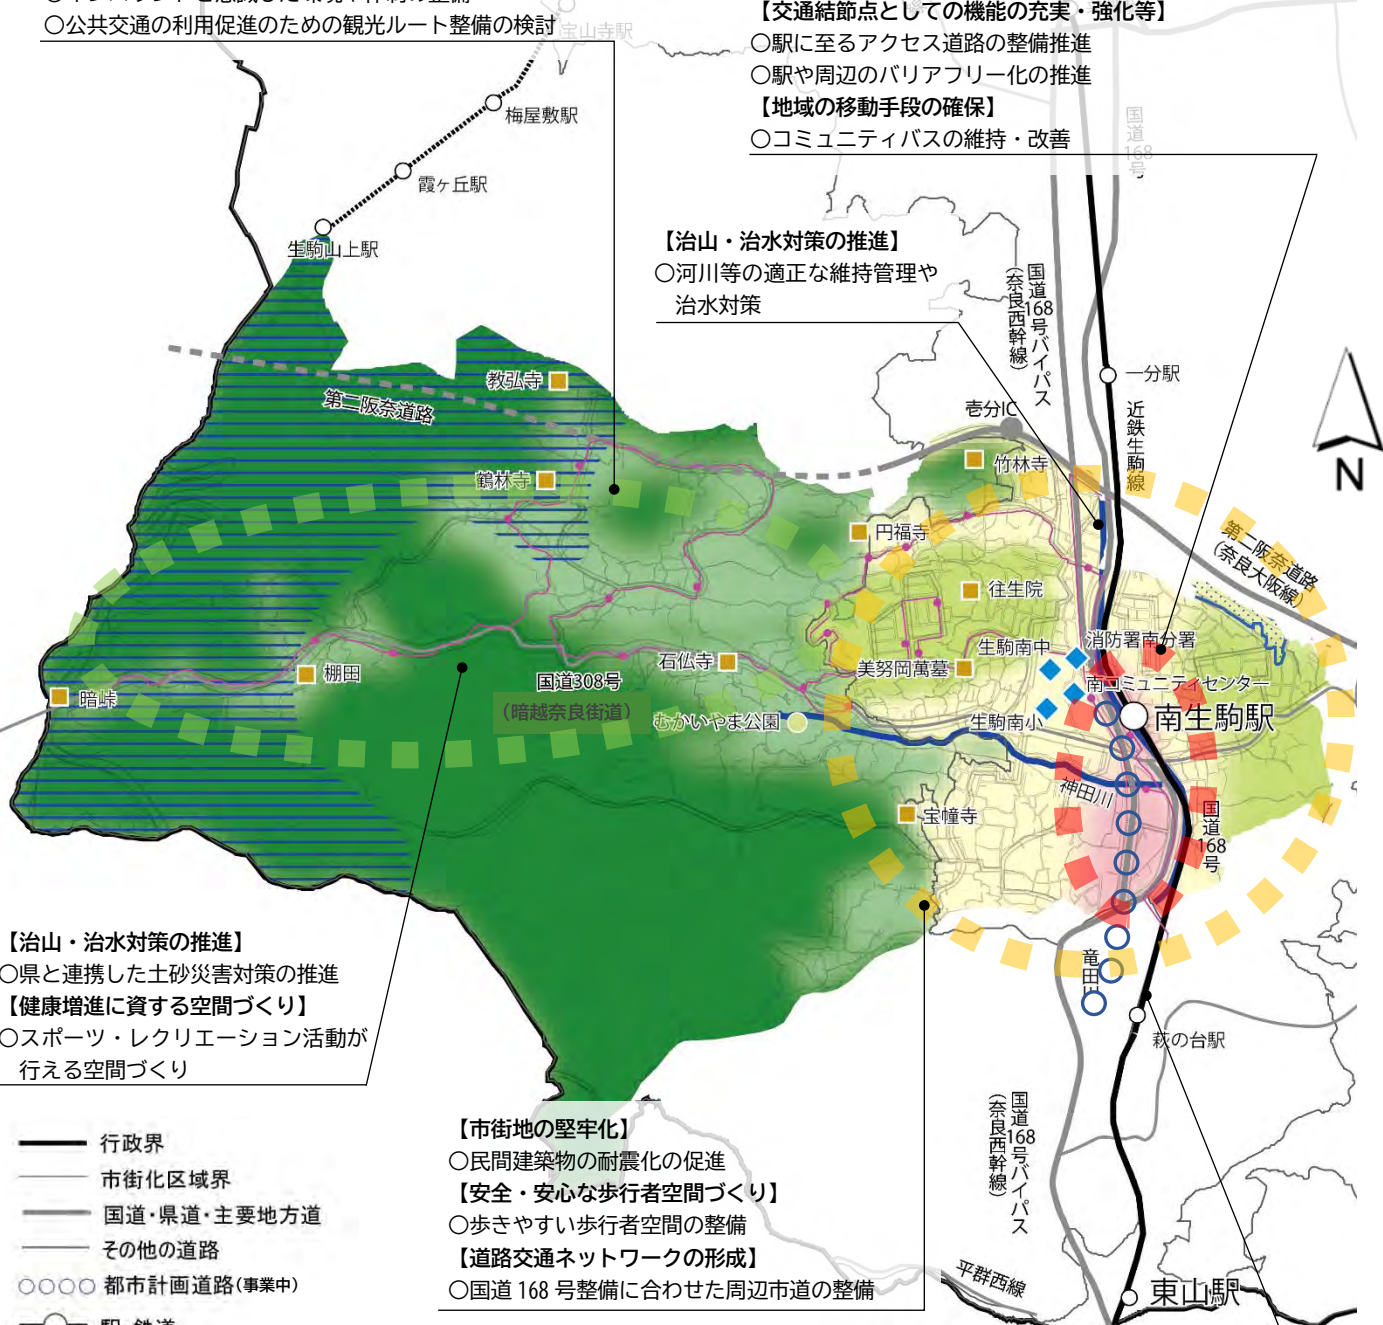 ○公共交通の利用促進のための観光ルート整備の検討
【交通結節点としての機能の充実・強化等】
○駅に至るアクセス道路の整備推進
○駅や周辺のバリアフリー化の推進
【地域の移動手段の確保】
○コミュニティバスの維持・改善
宝山寺駅
梅屋敷駅
霞ヶ丘駅
生駒山上駅
国道168号
【治山・治水対策の推進】
○河川等の適正な維持管理や
治水対策
国道168号バイパス
（奈良西幹線）
一分駅
近鉄生駒線
壱分IC
N
教弘寺
第二阪奈道路
鶴林寺
竹林寺
円福寺
第二阪奈道路
（奈良大阪線）
往生院
生駒南中
消防署南分署
石仏寺
美努岡萬墓
南コミュニティセンター
棚田
国道308号
（暗越奈良街道）
暗峠
むかいやま公園
生駒南小
南生駒駅
神田川
宝幢寺
国道168号
竜田川
萩の台駅
【治山・治水対策の推進】
○県と連携した土砂災害対策の推進
【健康増進に資する空間づくり】
○スポーツ・レクリエーション活動が
行える空間づくり
【市街地の堅牢化】
○民間建築物の耐震化の促進
【安全・安心な歩行者空間づくり】
○歩きやすい歩行者空間の整備
【道路交通ネットワークの形成】
○国道 168 号整備に合わせた周辺市道の整備
国道168号バイパス
（奈良西幹線）
平群西線
東山駅
行政界
市街化区域界
国道・県道・主要地方道
その他の道路
都市計画道路(事業中)